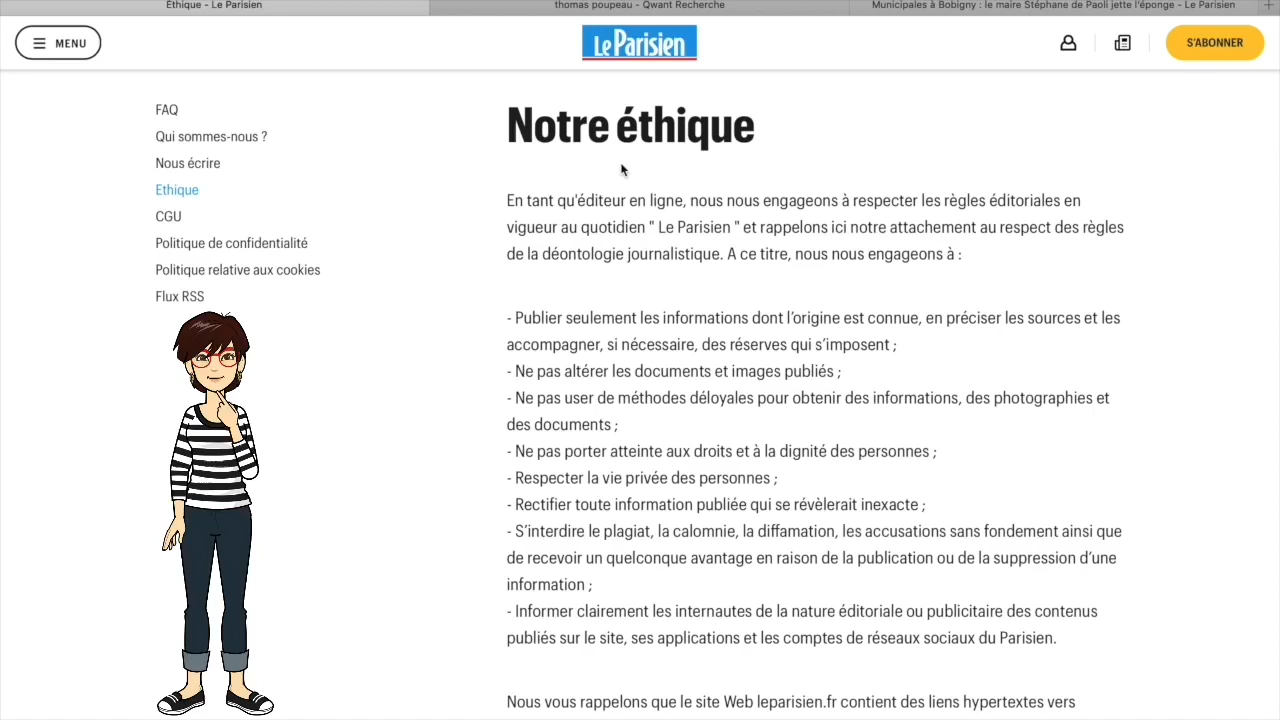 Éthique - Le Parisien
thomas poupeau - Qwant Recherche
Municipales à Bobigny : le maire Stéphane de Paoli jette l'éponge - Le Parisien
MENU
Le Parisien
S'ABONNER
FAQ
Qui sommes-nous ?
Nous écrire
Ethique
CGU
Politique de confidentialité
Politique relative aux cookies
Flux RSS
Notre éthique
En tant qu'éditeur en ligne, nous nous engageons à respecter les règles éditoriales en
vigueur au quotidien " Le Parisien " et rappelons ici notre attachement au respect des règles
de la déontologie journalistique. A ce titre, nous nous engageons à :
- Publier seulement les informations dont l’origine est connue, en préciser les sources et les
accompagner, si nécessaire, des réserves qui s’imposent ;
- Ne pas altérer les documents et images publiés ;
- Ne pas user de méthodes déloyales pour obtenir des informations, des photographies et
des documents ;
- Ne pas porter atteinte aux droits et à la dignité des personnes ;
- Respecter la vie privée des personnes ;
- Rectifier toute information publiée qui se révèlerait inexacte ;
- S’interdire le plagiat, la calomnie, la diffamation, les accusations sans fondement ainsi que
de recevoir un quelconque avantage en raison de la publication ou de la suppression d’une
information ;
- Informer clairement les internautes de la nature éditoriale ou publicitaire des contenus
publiés sur le site, ses applications et les comptes de réseaux sociaux du Parisien.
Nous vous rappelons que le site Web leparisien.fr contient des liens hypertextes vers